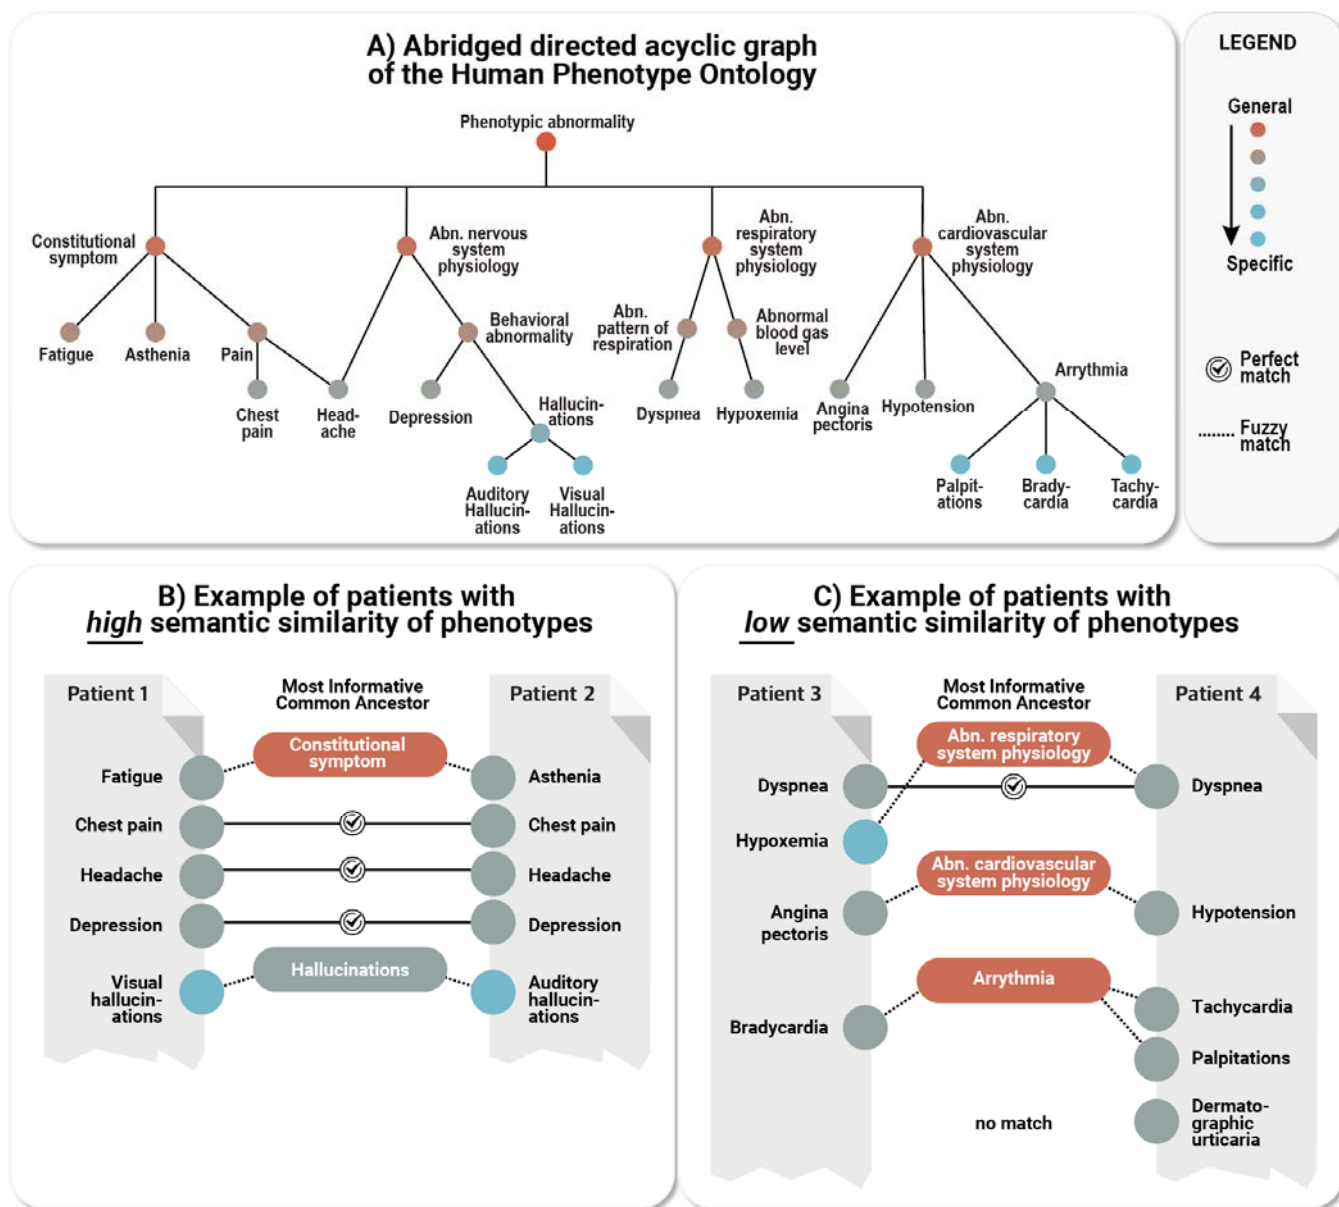 A) Abridged directed acyclic graph
of the Human Phenotype Ontology
Phenotypic abnormality
Constitutional
symptom
Abn. nervous
system
physiology
Abn.
respiratory
system
physiology
Abn.
cardiovascular
system
physiology
Fatigue
Asthenia
Pain
Behavioral
abnormality
Abn.
pattern of
respiration
Abnormal
blood gas
level
Arrythmia
Chest
pain
Head-
ache
Depression
Hallucin-
ations
Dyspnea
Hypoxemia
Angina
pectoris
Hypotension
Auditory
Hallucin-
ations
Visual
Hallucin-
ations
Palpit-
ations
Brady-
cardia
Tachy-
cardia
LEGEND
General
Specific
Perfect
match
Fuzzy
match
B) Example of patients with
high semantic similarity of phenotypes
Patient 1
Most Informative
Common Ancestor
Patient 2
Constitutional
symptom
Fatigue
Asthenia
Chest pain
Chest pain
Headache
Headache
Depression
Depression
Hallucinations
Visual
hallucin-
ations
Auditory
hallucin-
ations
C) Example of patients with
low semantic similarity of phenotypes
Patient 3
Most Informative
Common Ancestor
Patient 4
Abn. respiratory
system physiology
Dyspnea
Dyspnea
Hypoxemia
Abn. cardiovascular
system physiology
Angina
pectoris
Hypotension
Arrythmia
Bradycardia
Tachycardia
Palpitations
no match
Dermato-
graphic
urticaria